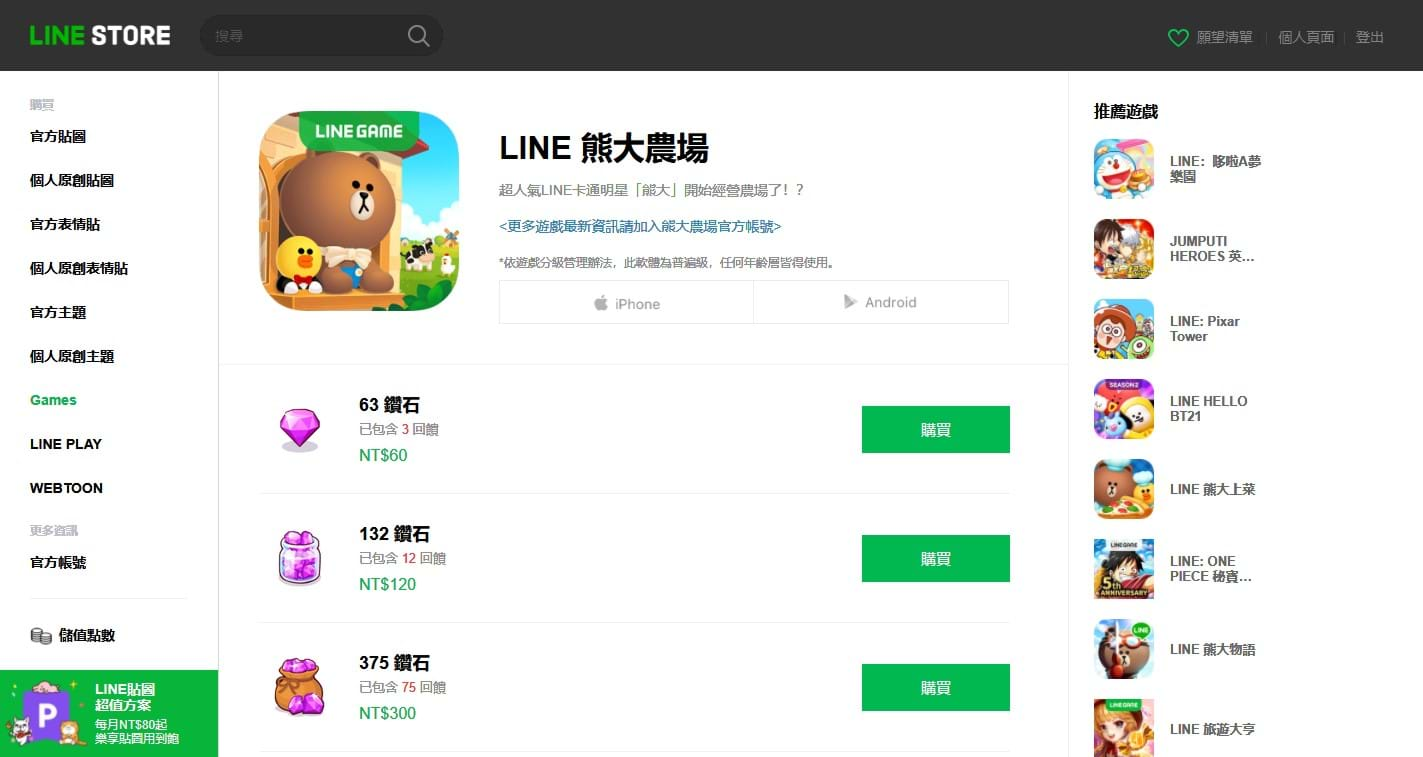 LINE STORE
搜尋
願望清單
個人頁面
登出
購買
官方貼圖
個人原創貼圖
官方表情貼
個人原創表情貼
官方主題
個人原創主題
Games
LINE PLAY
WEBTOON
更多資訊
官方帳號
儲值點數
P
LINE貼圖
超值方案
每月NT$80起
樂享貼圖用到飽
LINE GAME
LINE 熊大農場
超人氣LINE卡通明星「熊大」開始經營農場了！？
<更多遊戲最新資訊請加入熊大農場官方帳號>
*依遊戲分級管理辦法，此軟體為普遍級，任何年齡層皆得使用。
iPhone
Android
63 鑽石
已包含 3 回饋
NT$60
購買
132 鑽石
已包含 12 回饋
NT$120
購買
375 鑽石
已包含 75 回饋
NT$300
購買
推薦遊戲
LINE：哆啦A夢
樂園
JUMPUTI
HEROES 英…
LINE: Pixar
Tower
SEASON2
LINE HELLO
BT21
LINE 熊大上菜
LINE GAME
5th
ANNIVERSARY
LINE: ONE
PIECE 秘寶…
LINE
LINE 熊大物語
LINE GAME
LINE 旅遊大亨